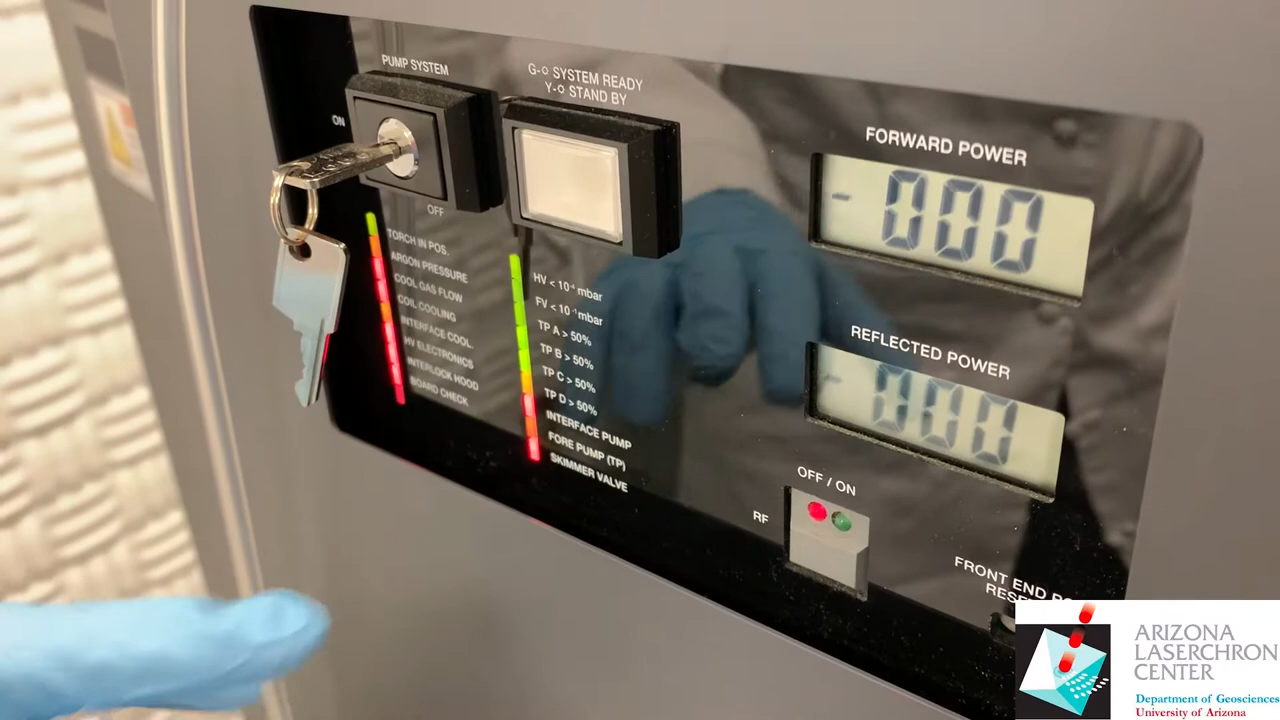 PUMP SYSTEM
ON
OFF
G-○ SYSTEM READY
Y-○ STAND BY
TORCH IN POS.
ARGON PRESSURE
COOL GAS FLOW
COIL COOLING
INTERFACE COOL.
HV ELECTRONICS
INTERLOCK HOOD
BOARD CHECK
HV < 10⁻⁴ mbar
FV < 10⁻¹ mbar
TP A > 50%
TP B > 50%
TP C > 50%
TP D > 50%
INTERFACE PUMP
FORE PUMP (TP)
SKIMMER VALVE
FORWARD POWER
- 000
REFLECTED POWER
- 000
OFF / ON
RF
FRONT END
ARIZONA
LASERCHRON
CENTER
Department of Geosciences
University of Arizona